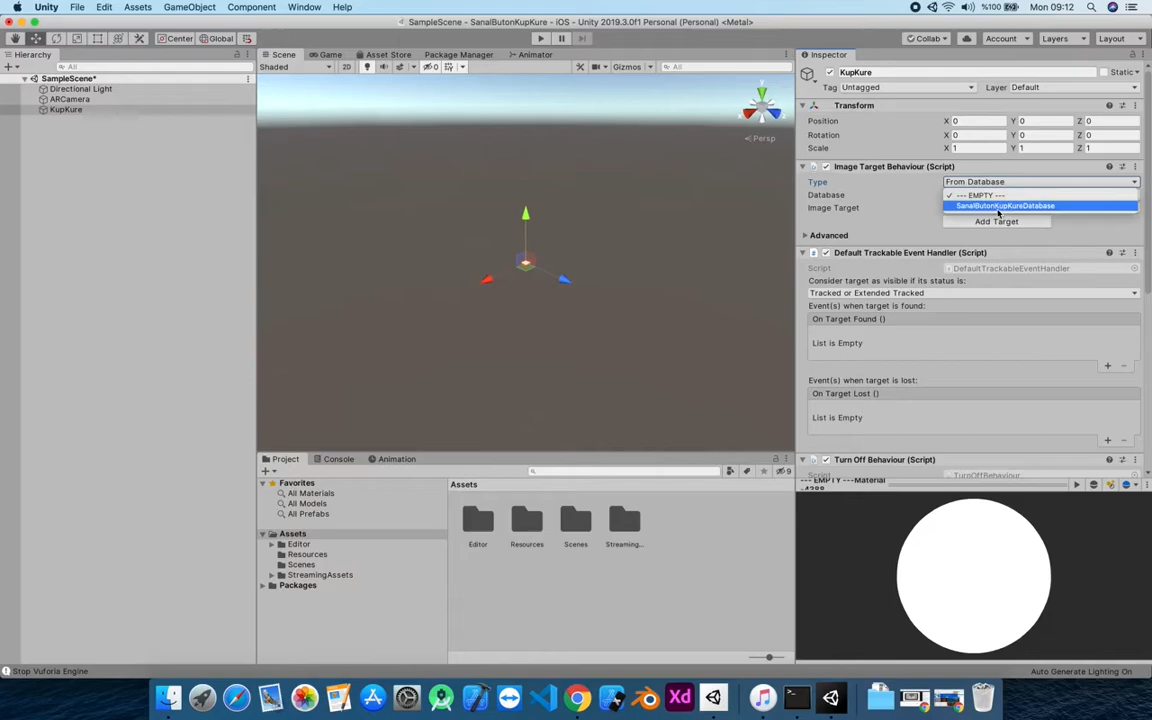 Unity File Edit Assets GameObject Component Window Help %100 Mon 09:12
SampleScene - SanalButonKupKure - iOS - Unity 2019.3.0f1 Personal (Personal) <Metal>
Center Global Collab Account Layers Layout
Hierarchy
All
SampleScene*
Directional Light
ARCamera
KupKure
Scene Game Asset Store Package Manager Animator
Shaded 2D 0 Gizmos All
Persp
Inspector
KupKure Static
Tag Untagged Layer Default
Transform
Position X 0 Y 0 Z 0
Rotation X 0 Y 0 Z 0
Scale X 1 Y 1 Z 1
Image Target Behaviour (Script)
Type From Database
Database --- EMPTY ---
Image Target SanalButonKupKureDatabase
Add Target
Advanced
Default Trackable Event Handler (Script)
Script DefaultTrackableEventHandler
Consider target as visible if its status is:
Tracked or Extended Tracked
Event(s) when target is found:
On Target Found ()
List is Empty
Event(s) when target is lost:
On Target Lost ()
List is Empty
Turn Off Behaviour (Script)
Script TurnOffBehaviour
--- EMPTY ---Material
Project Console Animation
9
Favorites
All Materials
All Models
All Prefabs
Assets
Editor
Resources
Scenes
StreamingAssets
Packages
Assets
Editor Resources Scenes Streaming...
Stop Vuforia Engine Auto Generate Lighting On
Xd